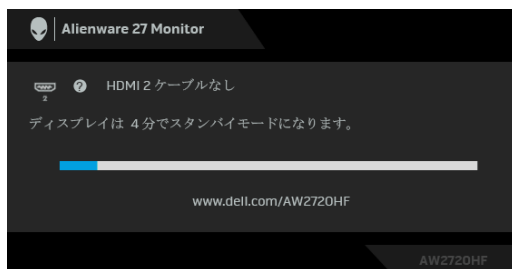 Alienware 27 Monitor
HDMI 2 ケーブルなし
2
ディスプレイは 4分でスタンバイモードになります。
www.dell.com/AW2720HF
AW2720HF